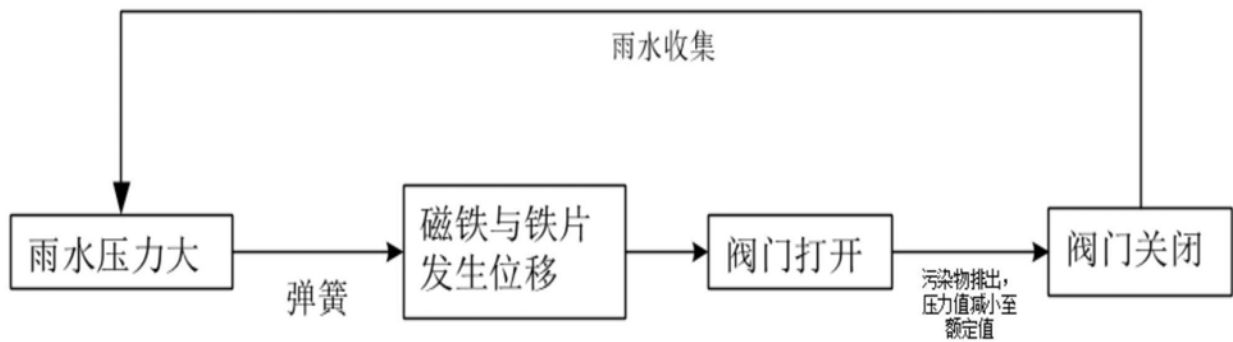 雨水收集
雨水压力大
弹簧
磁铁与铁片
发生位移
阀门打开
污染物排出,
压力值减小至
额定值
阀门关闭